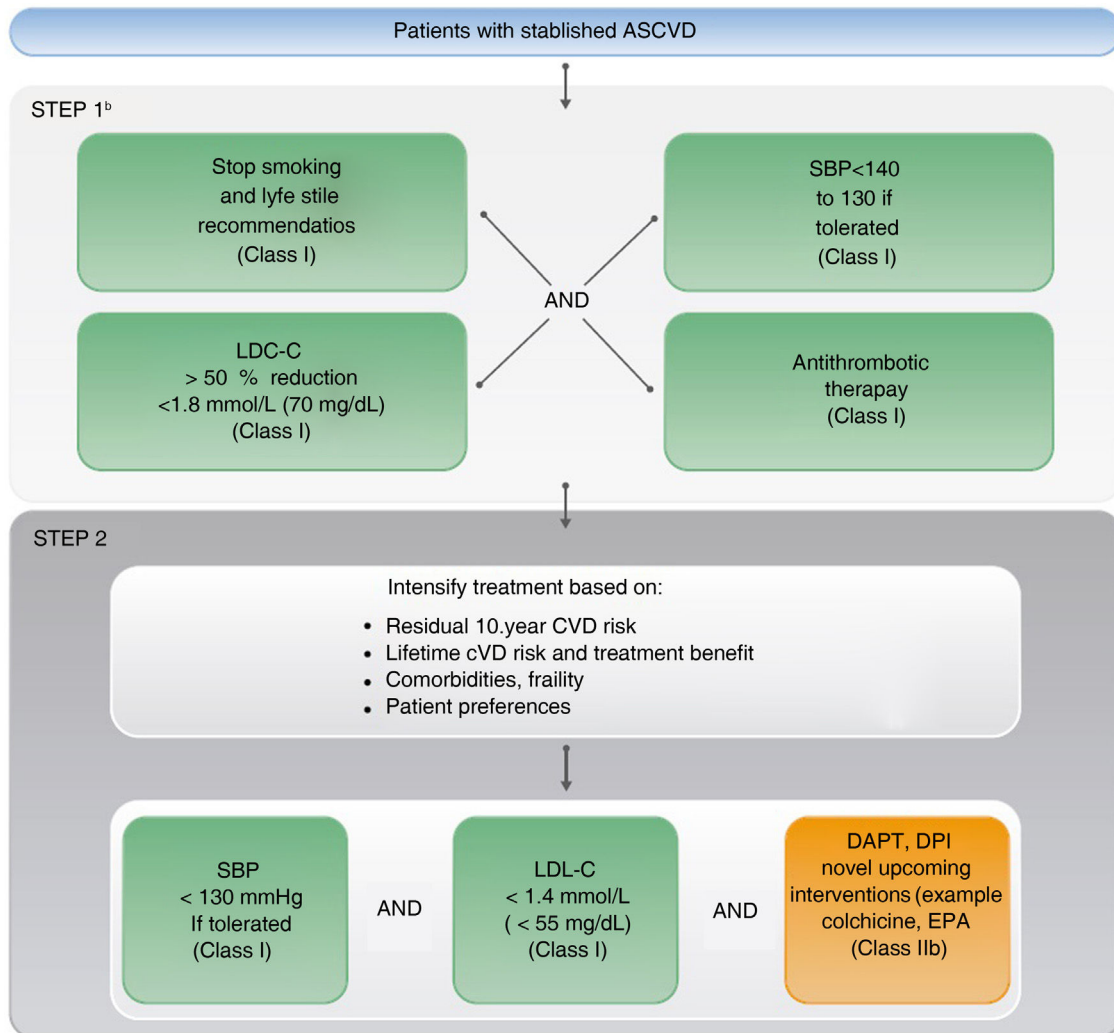 Patients with stablished ASCVD
STEP 1ᵇ
Stop smoking
and lyfe stile
recommendatios
(Class I)
SBP<140
to 130 if
tolerated
(Class I)
AND
LDC-C
> 50 % reduction
<1.8 mmol/L (70 mg/dL)
(Class I)
Antithrombotic
therapay
(Class I)
STEP 2
Intensify treatment based on:
• Residual 10.year CVD risk
• Lifetime cVD risk and treatment benefit
• Comorbidities, fraility
• Patient preferences
SBP
< 130 mmHg
If tolerated
(Class I)
AND
LDL-C
< 1.4 mmol/L
( < 55 mg/dL)
(Class I)
AND
DAPT, DPI
novel upcoming
interventions (example
colchicine, EPA
(Class IIb)